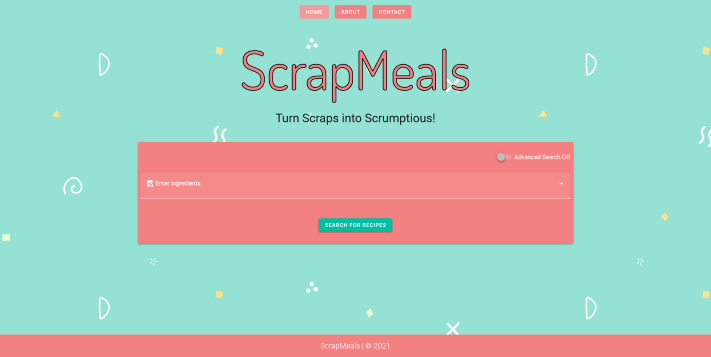 HOME ABOUT CONTACT
ScrapMeals
Turn Scraps into Scrumptious!
Advanced Search Off
Enter ingredients
SEARCH FOR RECIPES
ScrapMeals | © 2021